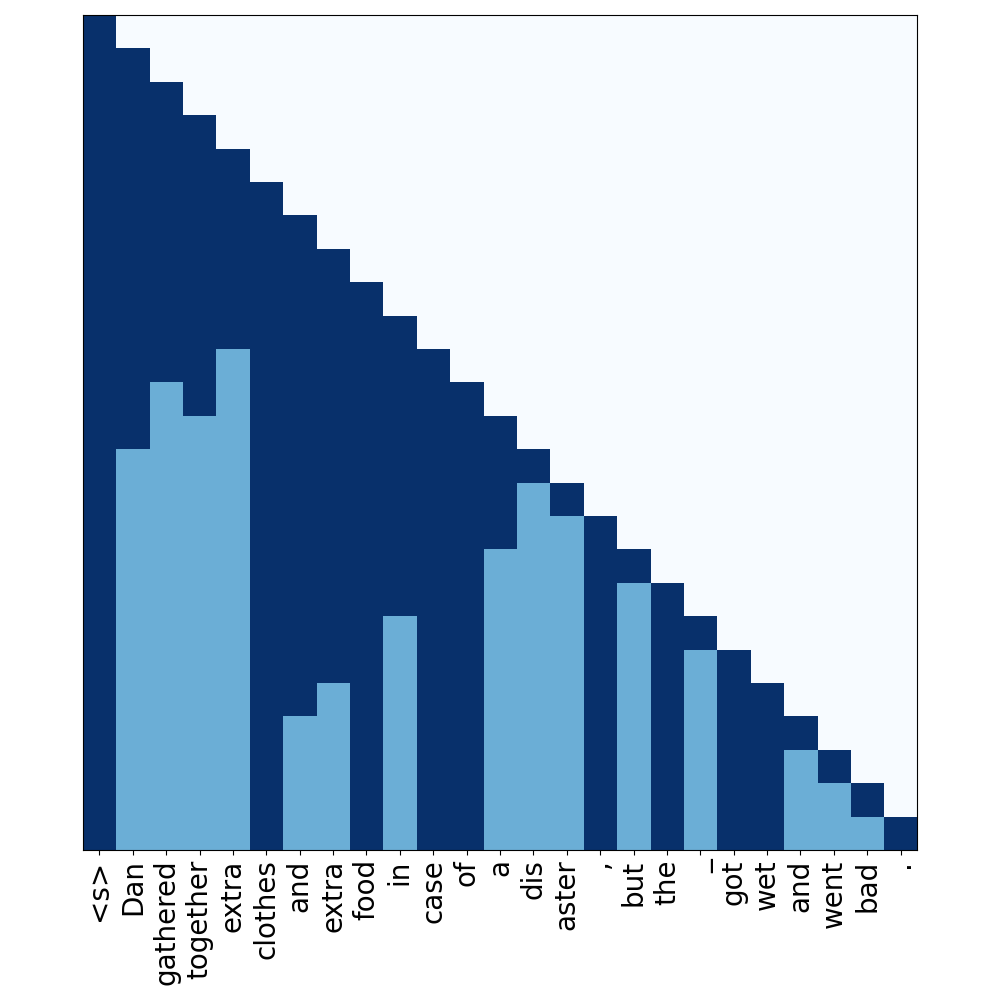 <s> Dan gathered together extra clothes and extra food in case of a dis aster , but the _ got wet and went bad .